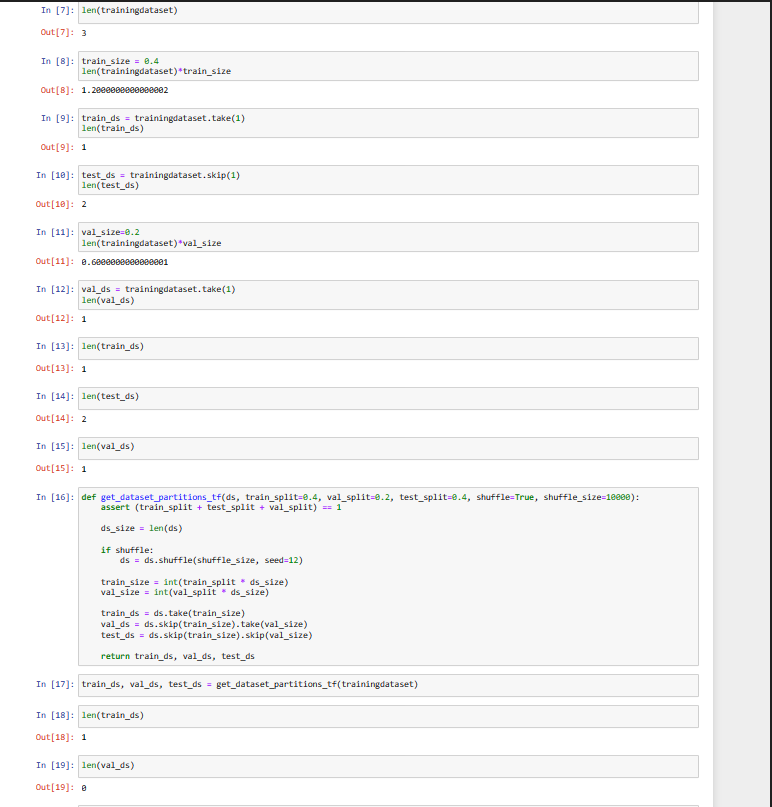 In [7]: len(trainingdataset)
Out[7]: 3
In [8]: train_size = 0.4
len(trainingdataset)*train_size
Out[8]: 1.2000000000000002
In [9]: train_ds = trainingdataset.take(1)
len(train_ds)
Out[9]: 1
In [10]: test_ds = trainingdataset.skip(1)
len(test_ds)
Out[10]: 2
In [11]: val_size=0.2
len(trainingdataset)*val_size
Out[11]: 0.6000000000000001
In [12]: val_ds = trainingdataset.take(1)
len(val_ds)
Out[12]: 1
In [13]: len(train_ds)
Out[13]: 1
In [14]: len(test_ds)
Out[14]: 2
In [15]: len(val_ds)
Out[15]: 1
In [16]: def get_dataset_partitions_tf(ds, train_split=0.4, val_split=0.2, test_split=0.4, shuffle=True, shuffle_size=10000):
    assert (train_split + test_split + val_split) == 1
    ds_size = len(ds)
    if shuffle:
        ds = ds.shuffle(shuffle_size, seed=12)
    train_size = int(train_split * ds_size)
    val_size = int(val_split * ds_size)
    train_ds = ds.take(train_size)
    val_ds = ds.skip(train_size).take(val_size)
    test_ds = ds.skip(train_size).skip(val_size)
    return train_ds, val_ds, test_ds
In [17]: train_ds, val_ds, test_ds = get_dataset_partitions_tf(trainingdataset)
In [18]: len(train_ds)
Out[18]: 1
In [19]: len(val_ds)
Out[19]: 0